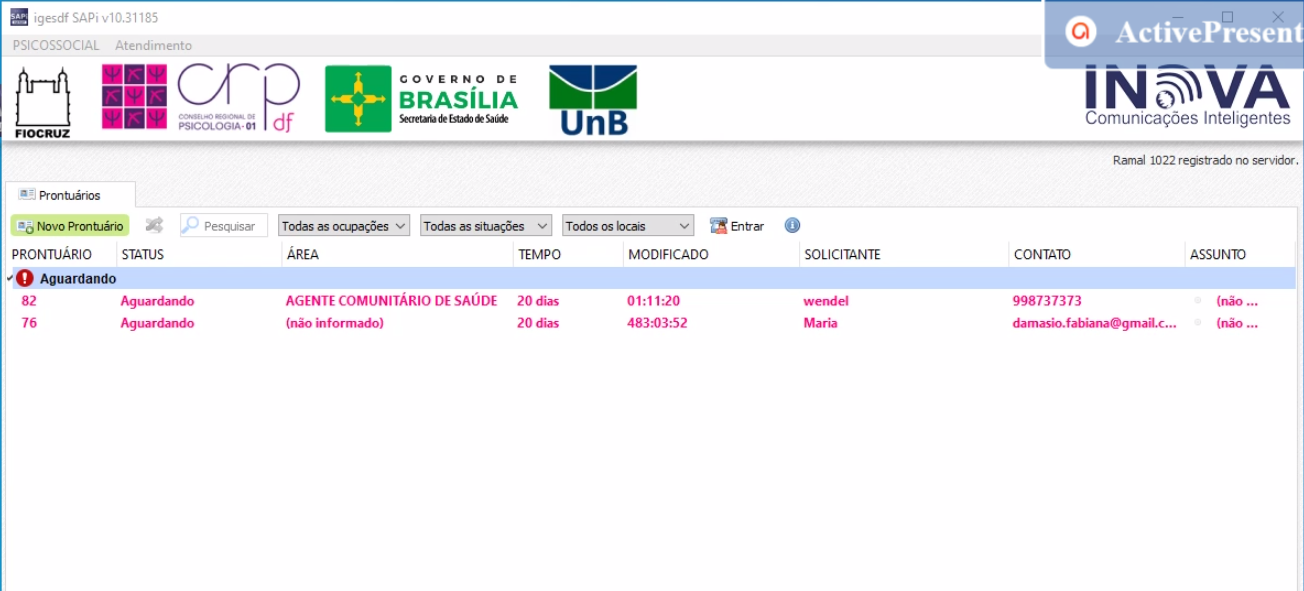 SAPi igesdf SAPi v10.31185
ActivePresent
PSICOSSOCIAL Atendimento
FIOCRUZ
crp df
CONSELHO REGIONAL DE
PSICOLOGIA-01
GOVERNO DE
BRASÍLIA
Secretaria de Estado de Saúde
UnB
INOVA
Comunicações Inteligentes
Ramal 1022 registrado no servidor.
Prontuários
Novo Prontuário Pesquisar Todas as ocupações Todas as situações Todos os locais Entrar
PRONTUÁRIO STATUS ÁREA TEMPO MODIFICADO SOLICITANTE CONTATO ASSUNTO
Aguardando
82 Aguardando AGENTE COMUNITÁRIO DE SAÚDE 20 dias 01:11:20 wendel 998737373 (não ...
76 Aguardando (não informado) 20 dias 483:03:52 Maria damasio.fabiana@gmail.c... (não ...